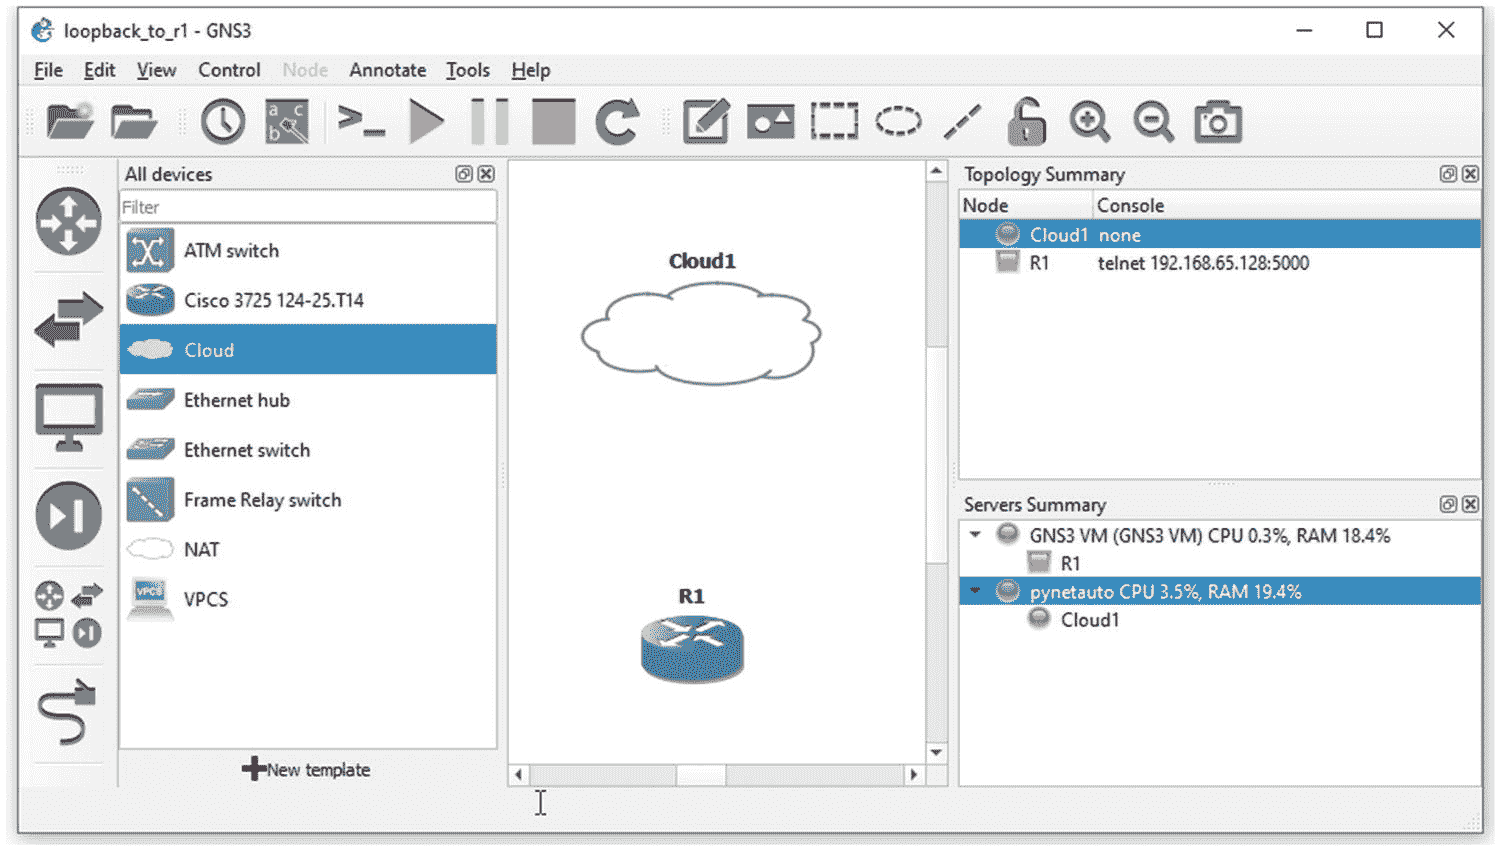 loopback_to_r1 - GNS3
File Edit View Control Node Annotate Tools Help
a c
b
All devices
Filter
ATM switch
Cisco 3725 124-25.T14
Cloud
Ethernet hub
Ethernet switch
Frame Relay switch
NAT
VPCS
VPCS
New template
Cloud1
R1
Topology Summary
Node Console
Cloud1 none
R1 telnet 192.168.65.128:5000
Servers Summary
GNS3 VM (GNS3 VM) CPU 0.3%, RAM 18.4%
R1
pynetauto CPU 3.5%, RAM 19.4%
Cloud1